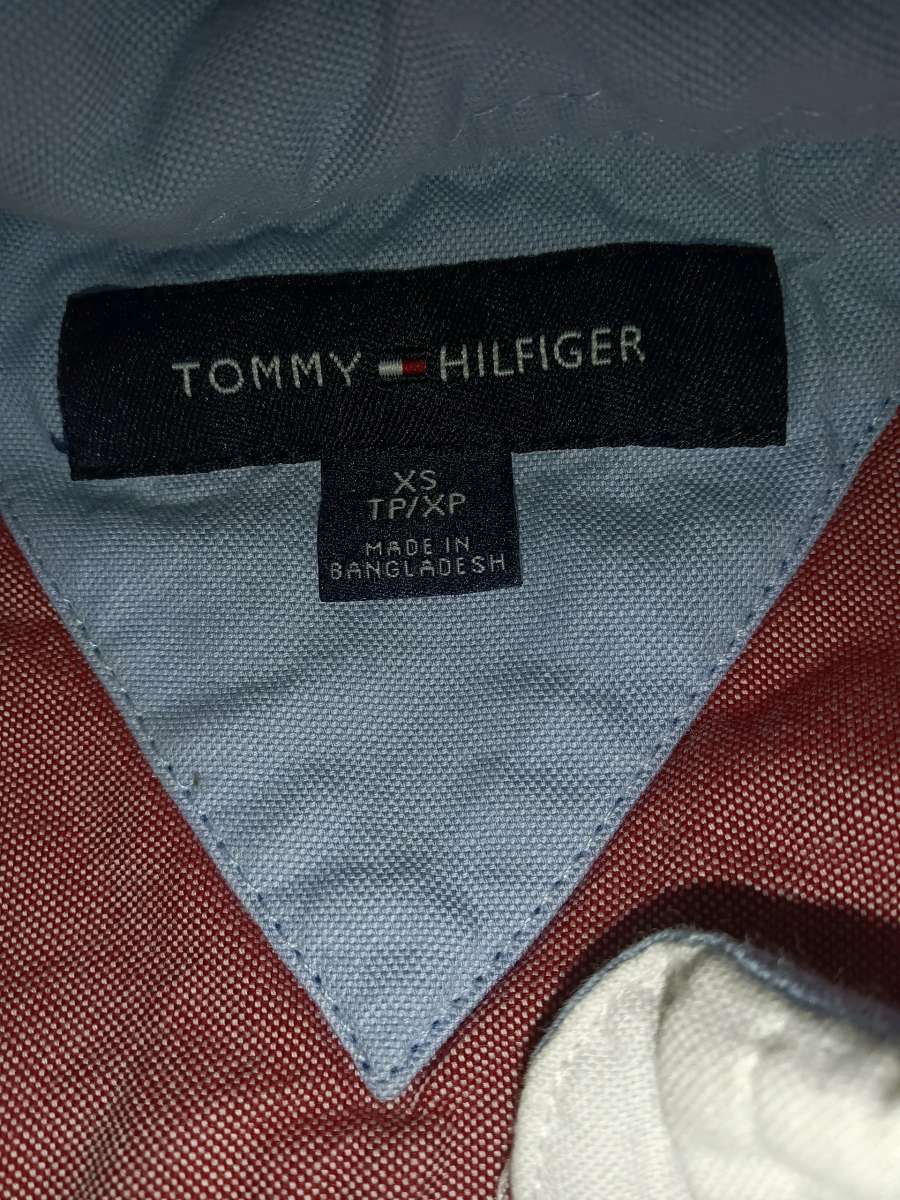 TOMMY HILFIGER
XS
TP/XP
MADE IN
BANGLADESH